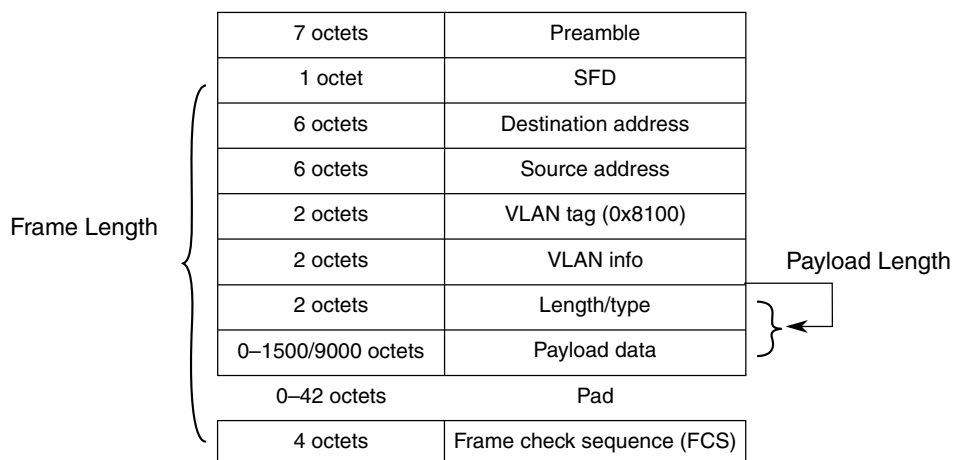 7 octets Preamble
1 octet SFD
6 octets Destination address
6 octets Source address
2 octets VLAN tag (0x8100)
Frame Length
2 octets VLAN info
Payload Length
2 octets Length/type
0–1500/9000 octets Payload data
0–42 octets Pad
4 octets Frame check sequence (FCS)